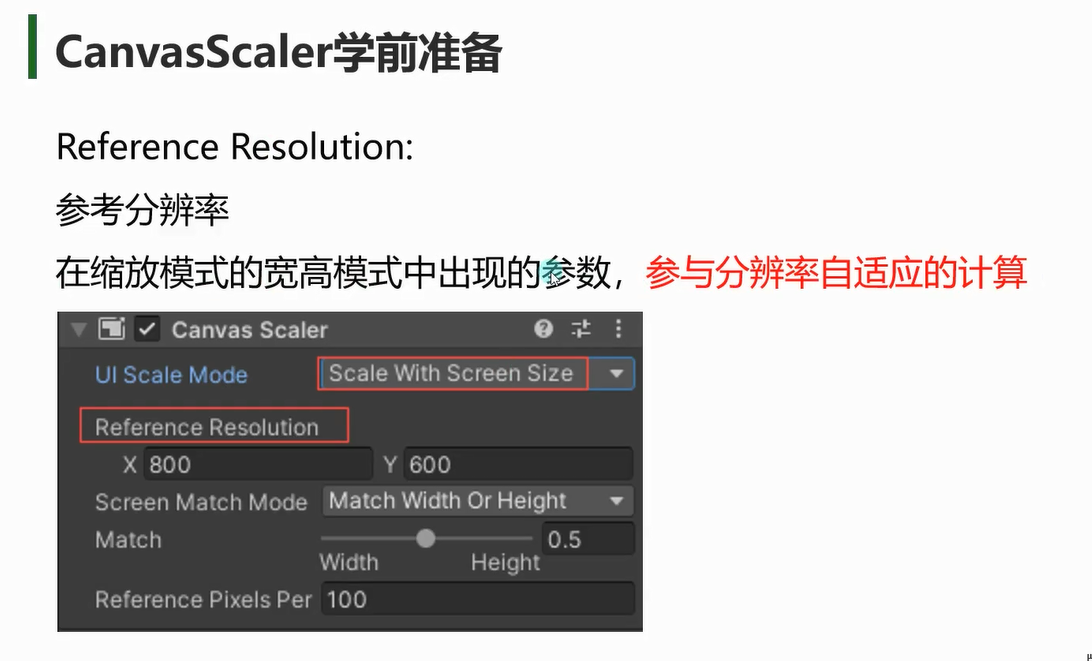 CanvasScaler学前准备
Reference Resolution:
参考分辨率
在缩放模式的宽高模式中出现的参数，参与分辨率自适应的计算
Canvas Scaler
UI Scale Mode Scale With Screen Size
Reference Resolution
X 800 Y 600
Screen Match Mode Match Width Or Height
Match 0.5
Width Height
Reference Pixels Per 100